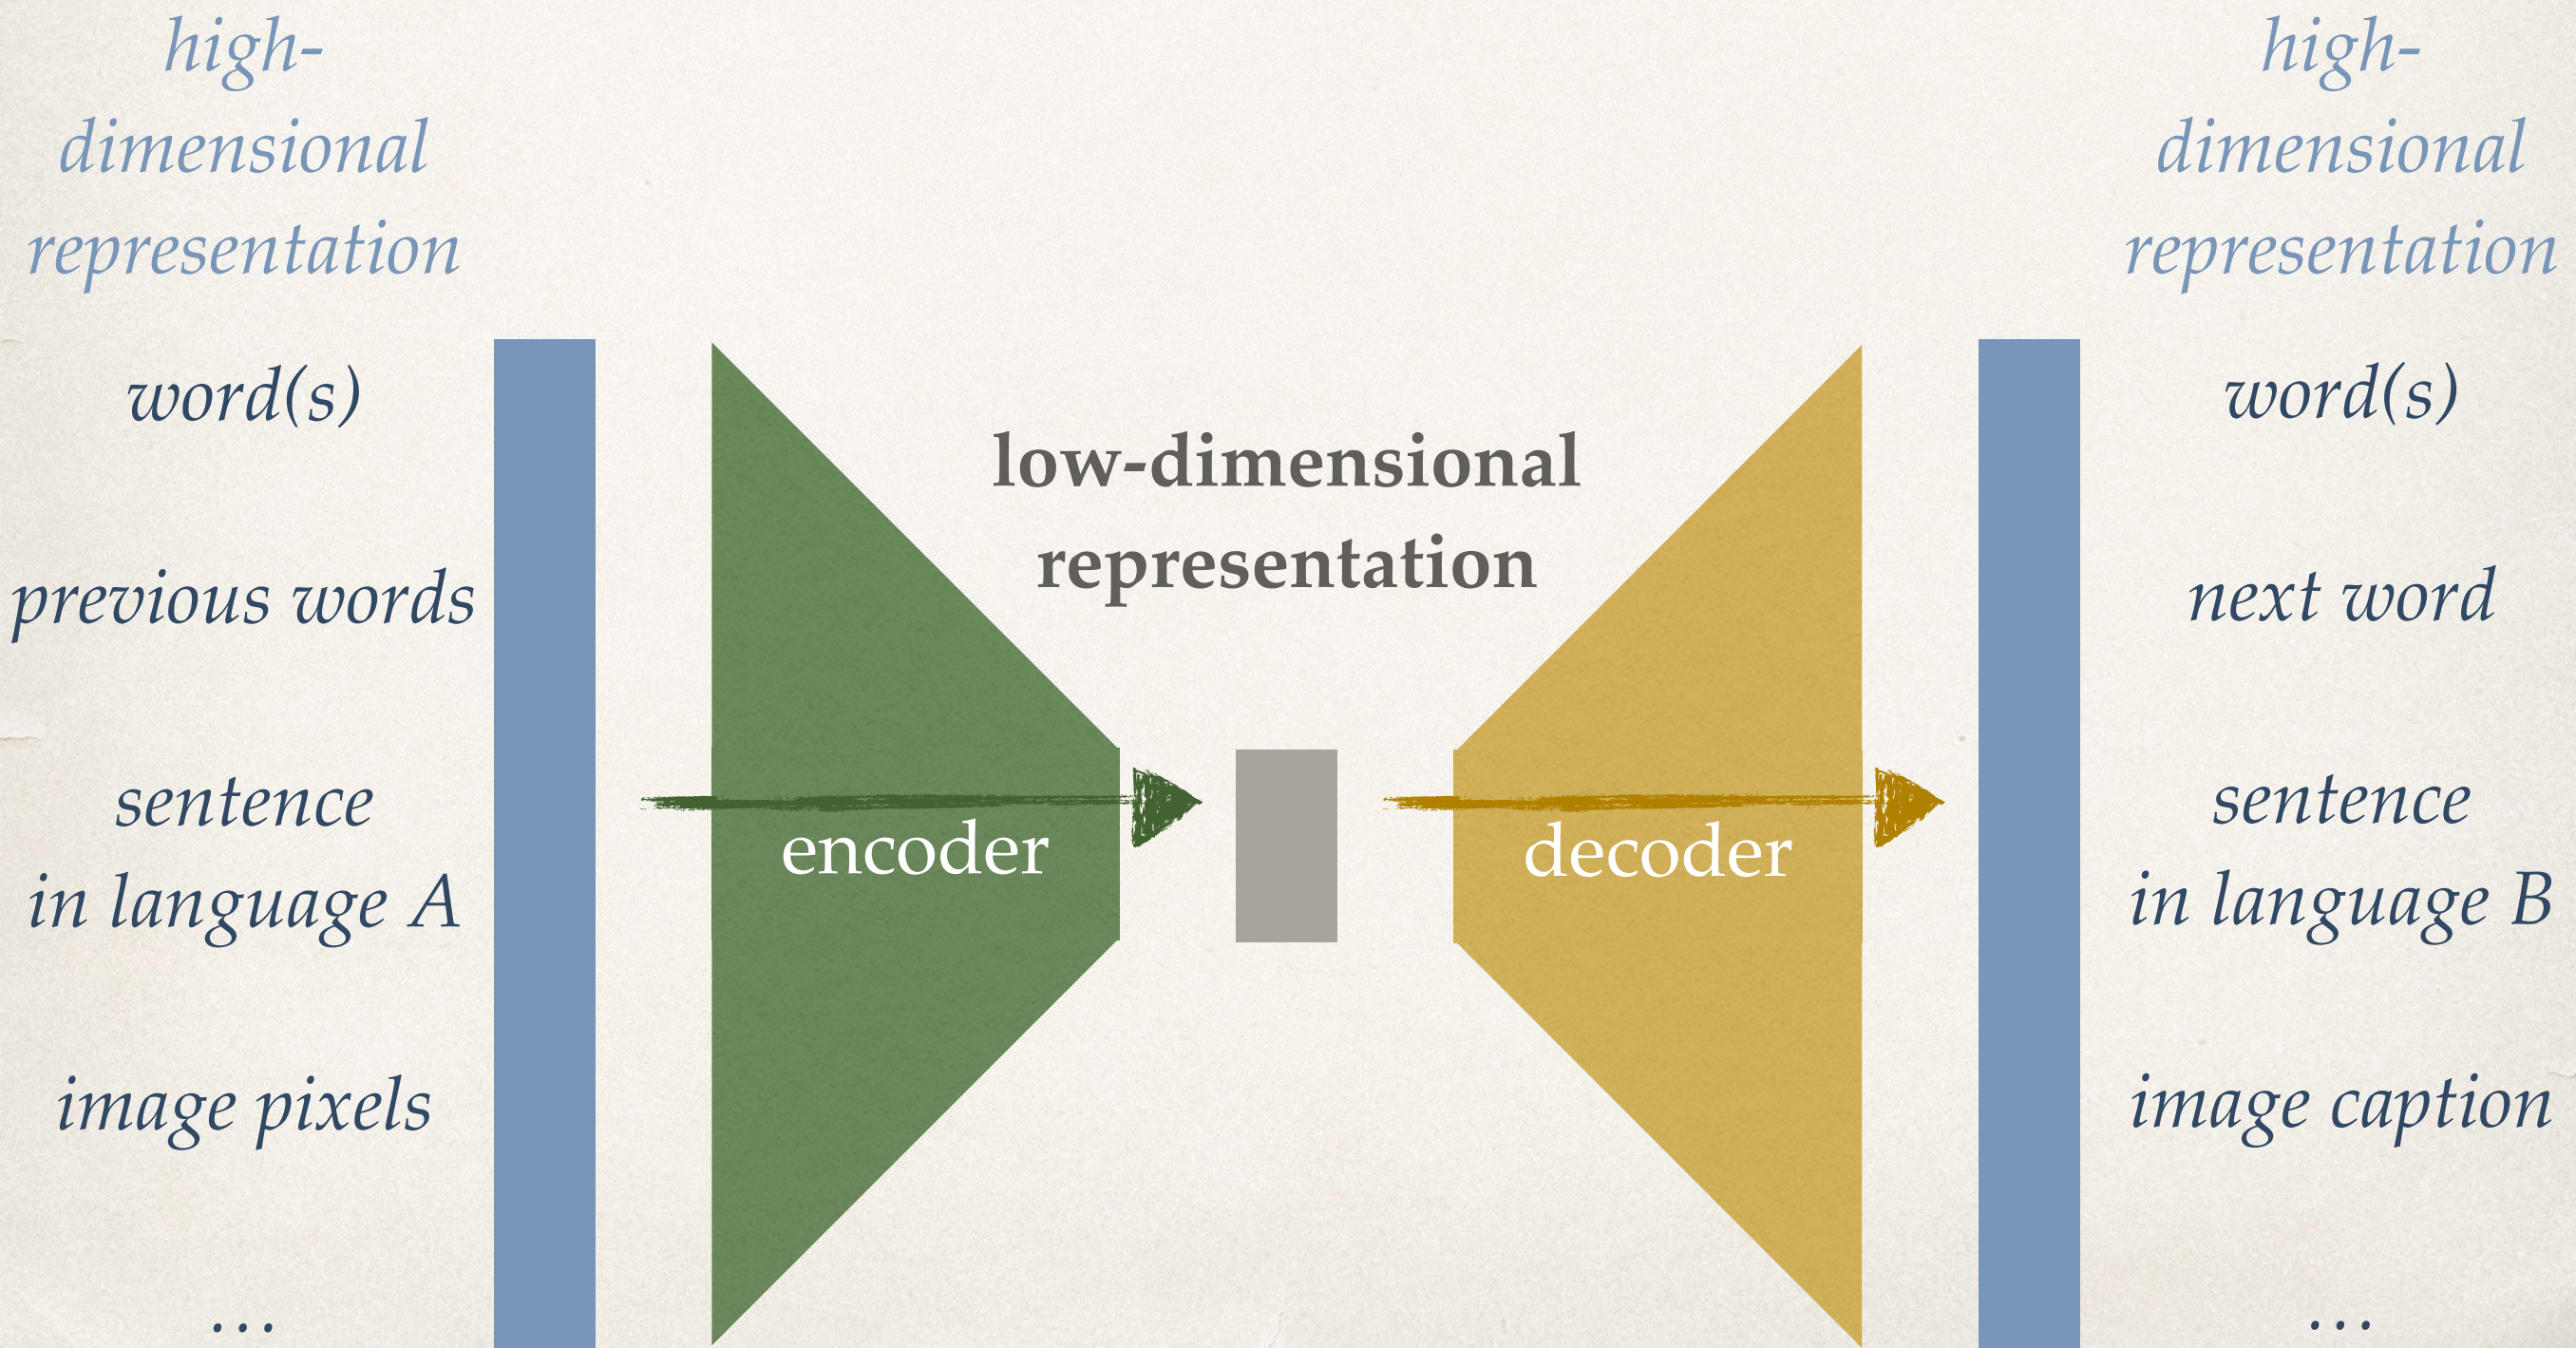 high-
dimensional
representation
word(s)
previous words
sentence
in language A
image pixels
...
encoder
low-dimensional
representation
decoder
high-
dimensional
representation
word(s)
next word
sentence
in language B
image caption
...